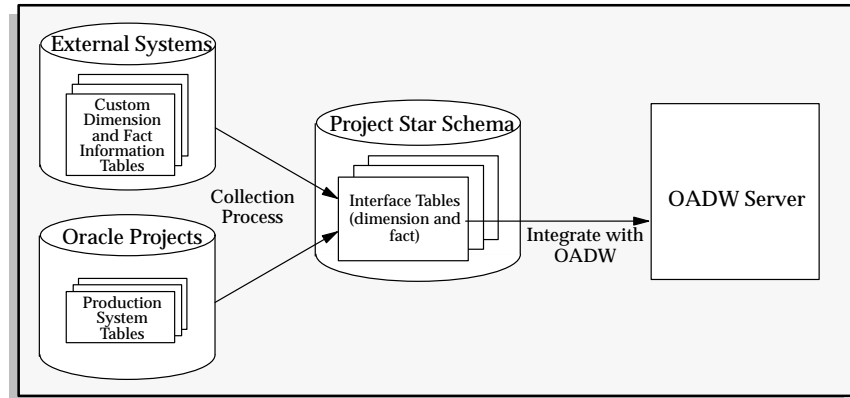 External Systems
Custom
Dimension
and Fact
Information
Tables
Collection
Process
Oracle Projects
Production
System
Tables
Project Star Schema
Interface Tables
(dimension and
fact)
Integrate with
OADW
OADW Server